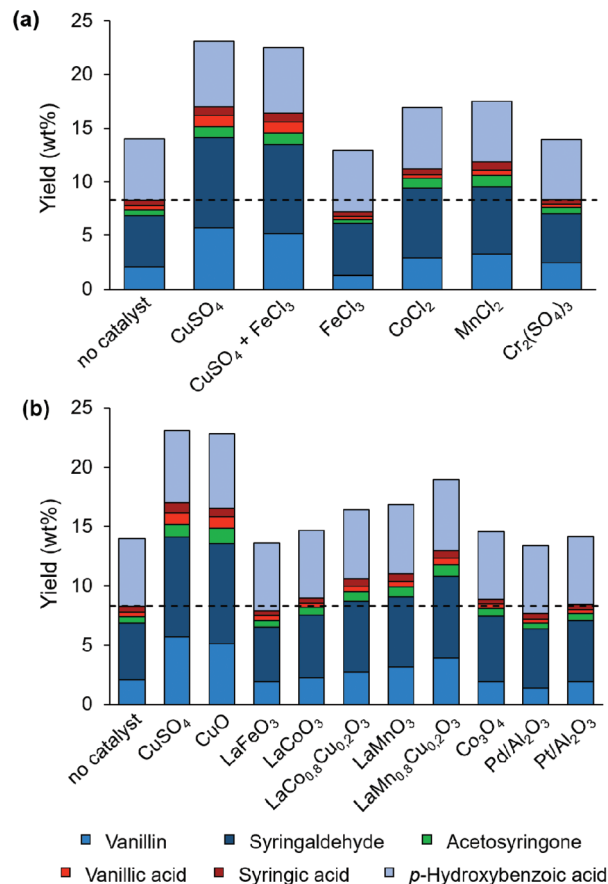 (a)
Yield (wt%)
25
20
15
10
5
0
no catalyst
CuSO4
CuSO4 + FeCl3
FeCl3
CoCl2
MnCl2
Cr2(SO4)3
(b)
Yield (wt%)
25
20
15
10
5
0
no catalyst
CuSO4
CuO
LaFeO3
LaCoO3
LaCo0,8Cu0,2O3
LaMnO3
LaMn0,8Cu0,2O3
Co3O4
Pd/Al2O3
Pt/Al2O3
Vanillin Syringaldehyde Acetosyringone
Vanillic acid Syringic acid p-Hydroxybenzoic acid